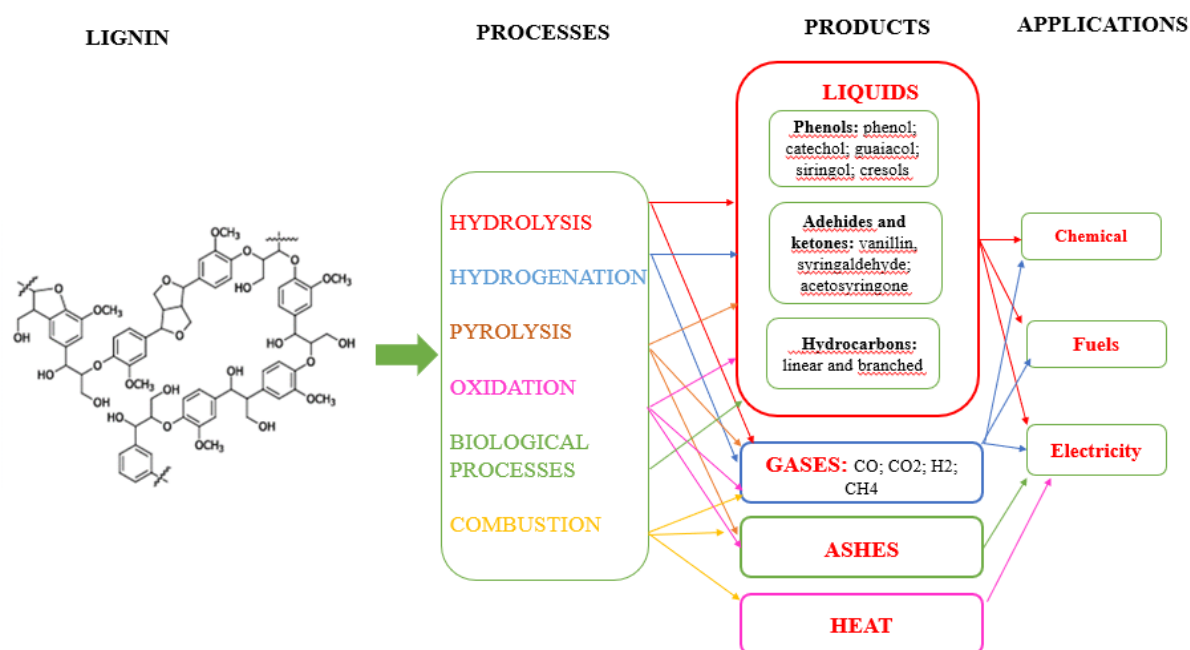 LIGNIN
PROCESSES
PRODUCTS
APPLICATIONS
OCH₃
O
O
OCH₃
HO
O
O
O
OCH₃
OH
O
OCH₃
HO
O
OH
HO
OH
HO
OH
OCH₃
O
OH
OCH₃
OH
HYDROLYSIS
HYDROGENATION
PYROLYSIS
OXIDATION
BIOLOGICAL
PROCESSES
COMBUSTION
LIQUIDS
Phenols: phenol;
catechol; guaiacol;
siringol; cresols
Adehides and
ketones: vanillin,
syringaldehyde;
acetosyringone
Hydrocarbons:
linear and branched
GASES: CO; CO2; H2;
CH4
ASHES
HEAT
Chemical
Fuels
Electricity